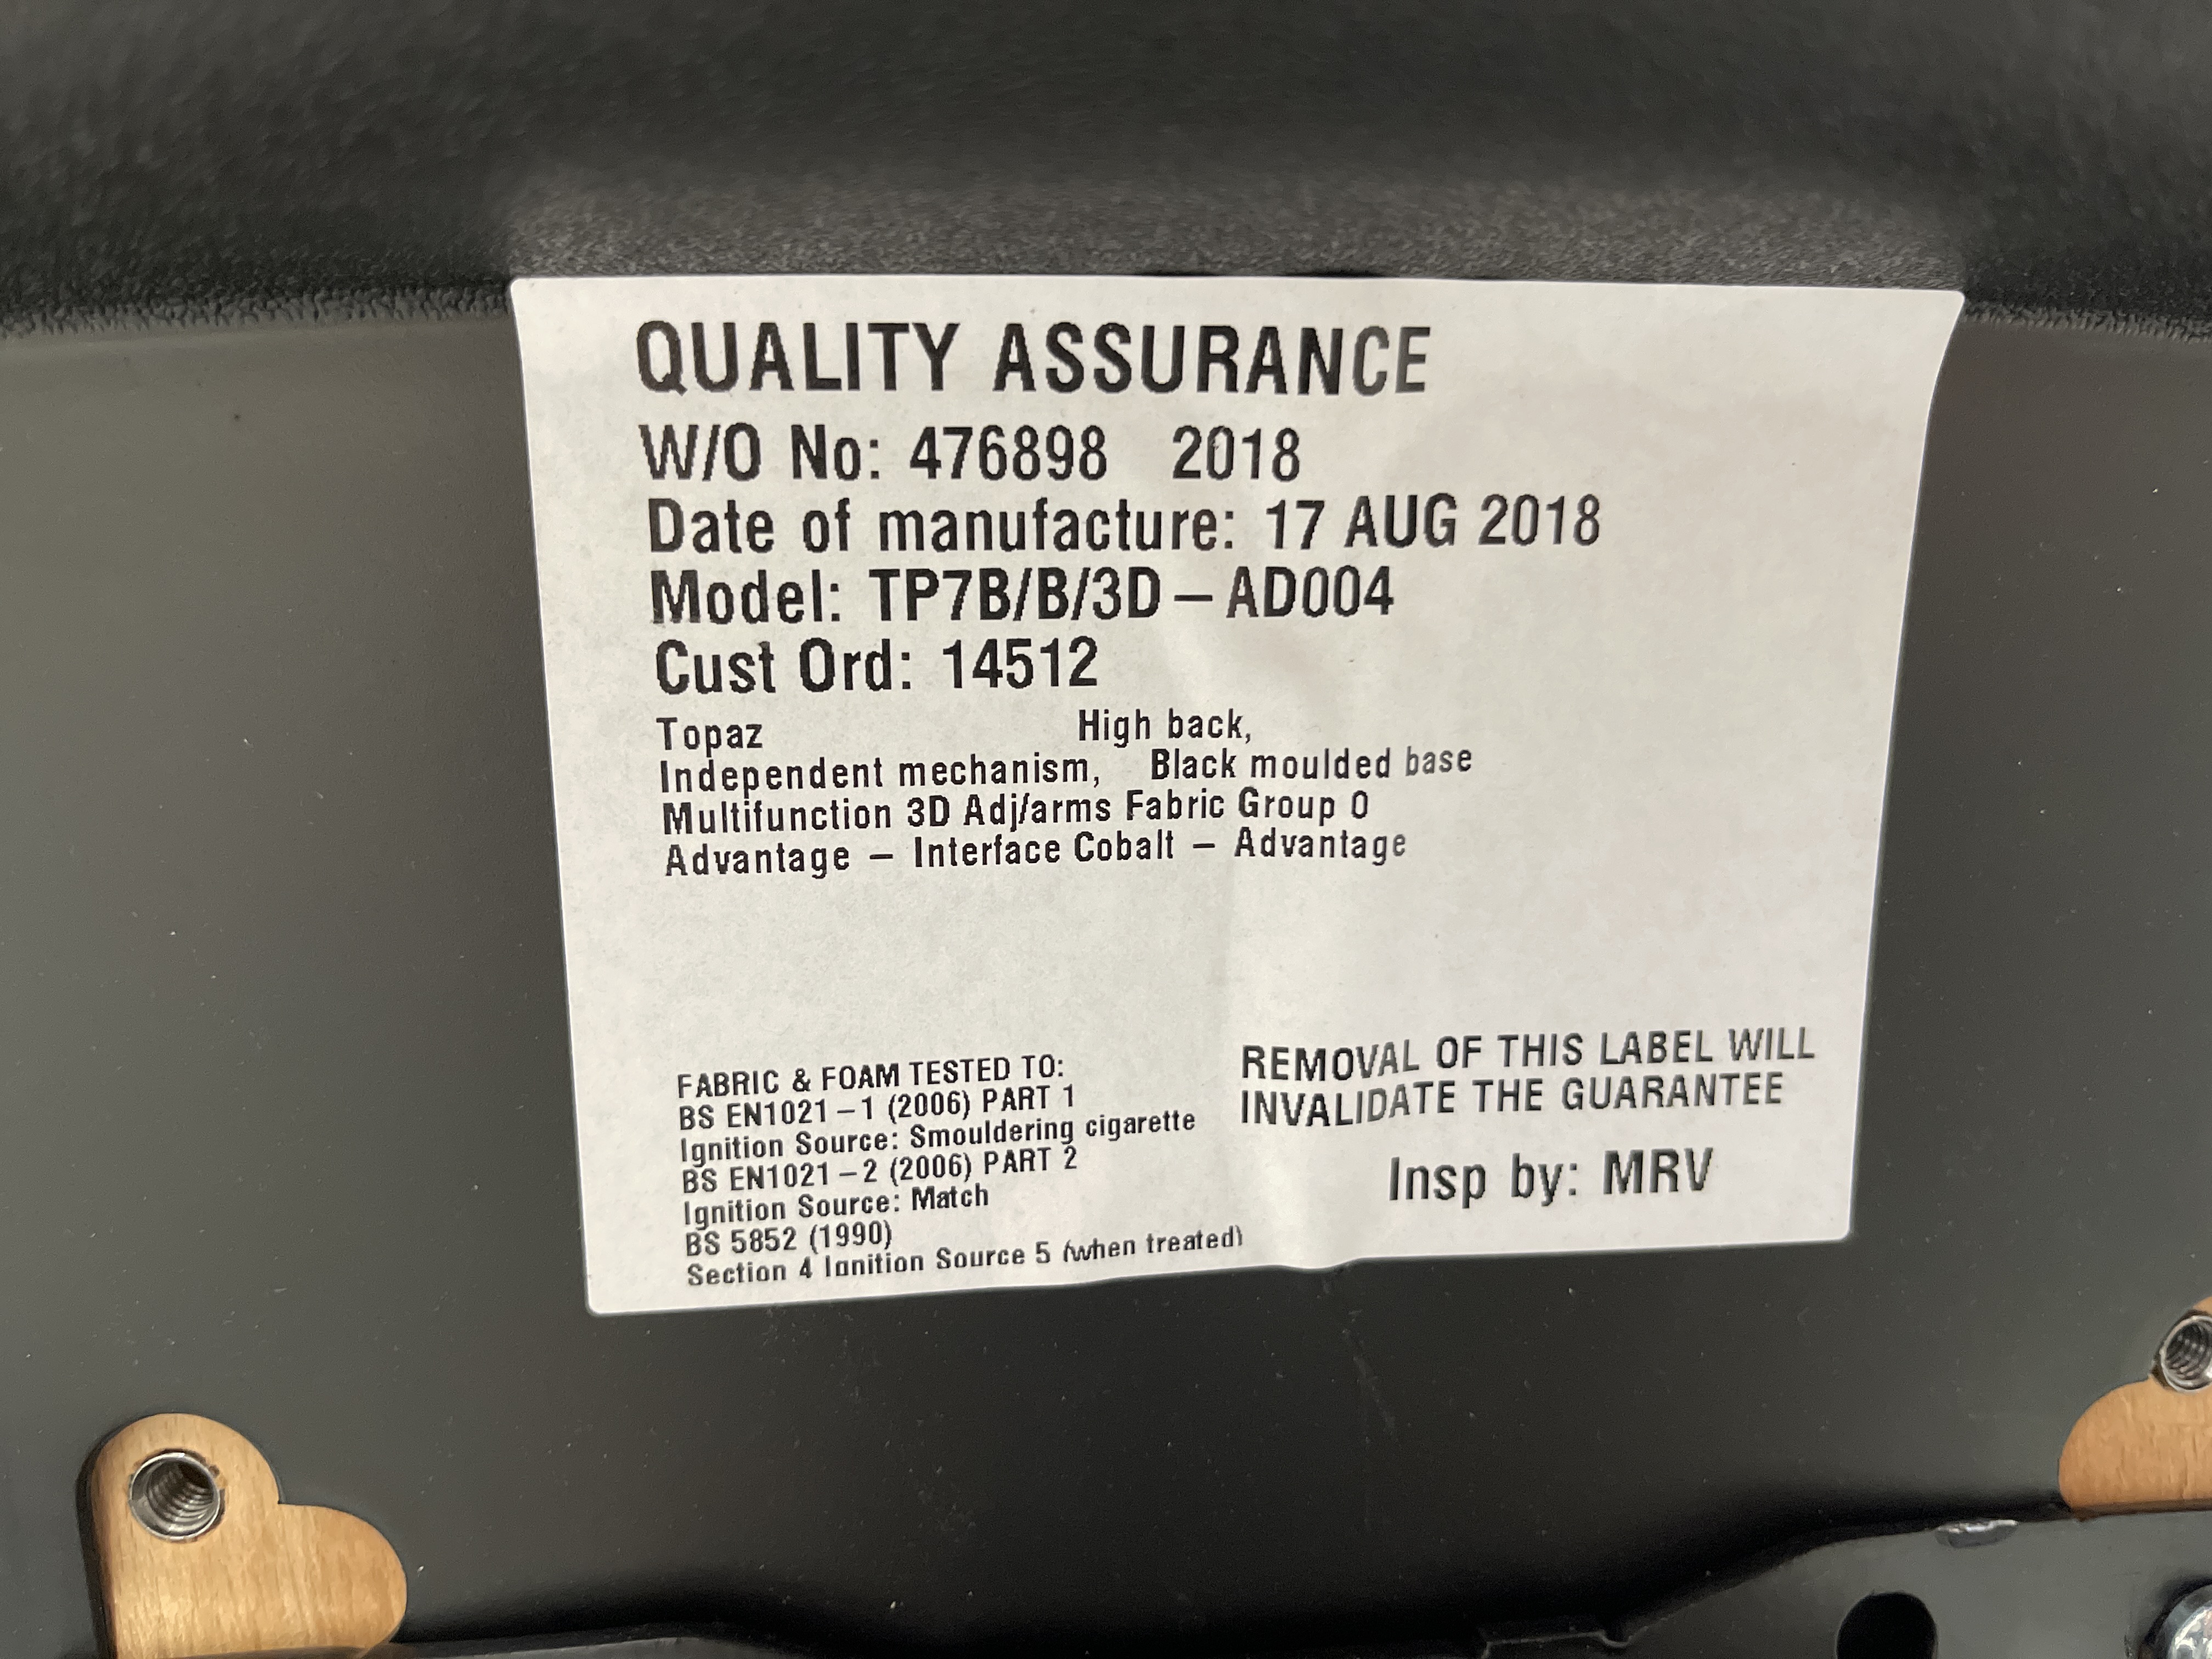 QUALITY ASSURANCE
W/O No: 476898 2018
Date of manufacture: 17 AUG 2018
Model: TP7B/B/3D – AD004
Cust Ord: 14512
Topaz High back,
Independent mechanism, Black moulded base
Multifunction 3D Adj/arms Fabric Group 0
Advantage – Interface Cobalt – Advantage
FABRIC & FOAM TESTED TO:
BS EN1021 – 1 (2006) PART 1
Ignition Source: Smouldering cigarette
BS EN1021 – 2 (2006) PART 2
Ignition Source: Match
BS 5852 (1990)
Section 4 Ignition Source 5 (when treated)
REMOVAL OF THIS LABEL WILL
INVALIDATE THE GUARANTEE
Insp by: MRV